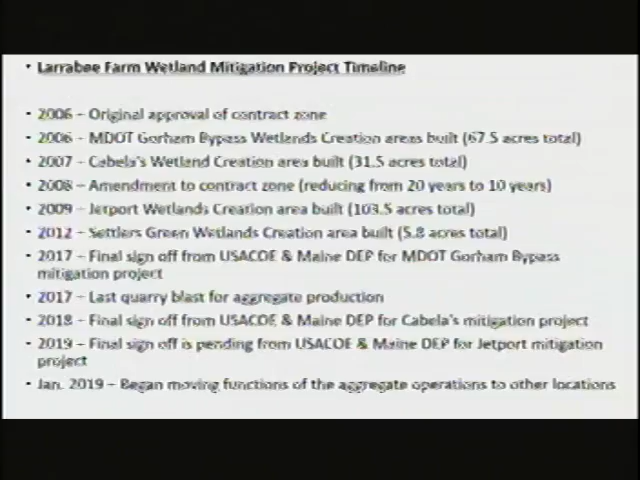 • Larrabee Farm Wetland Mitigation Project Timeline
• 2006 – Original approval of contract zone
• 2006 – MDOT Gorham Bypass Wetlands Creation areas built (67.5 acres total)
• 2007 – Cabela's Wetland Creation area built (31.5 acres total)
• 2008 – Amendment to contract zone (reducing from 20 years to 10 years)
• 2009 – Jetport Wetlands Creation area built (103.5 acres total)
• 2012 – Settlers Green Wetlands Creation area built (5.8 acres total)
• 2017 – Final sign off from USACOE & Maine DEP for MDOT Gorham Bypass
mitigation project
• 2017 – Last quarry blast for aggregate production
• 2018 – Final sign off from USACOE & Maine DEP for Cabela's mitigation project
• 2019 – Final sign off is pending from USACOE & Maine DEP for Jetport mitigation
project
• Jan. 2019 – Began moving functions of the aggregate operations to other locations